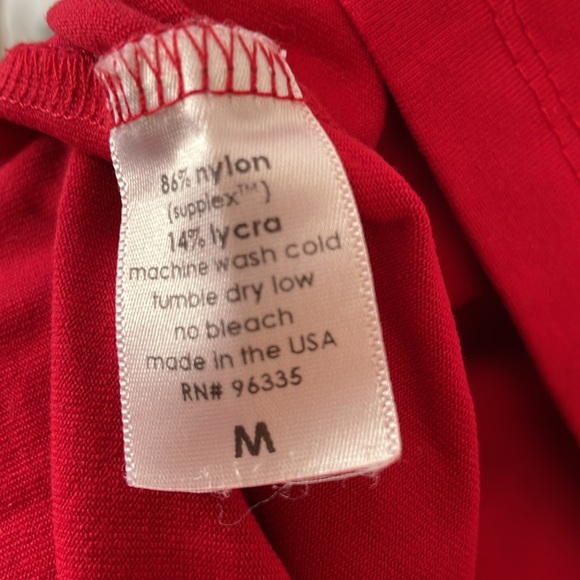 86% nylon
(supplex™)
14% lycra
machine wash cold
tumble dry low
no bleach
made in the USA
RN# 96335
M